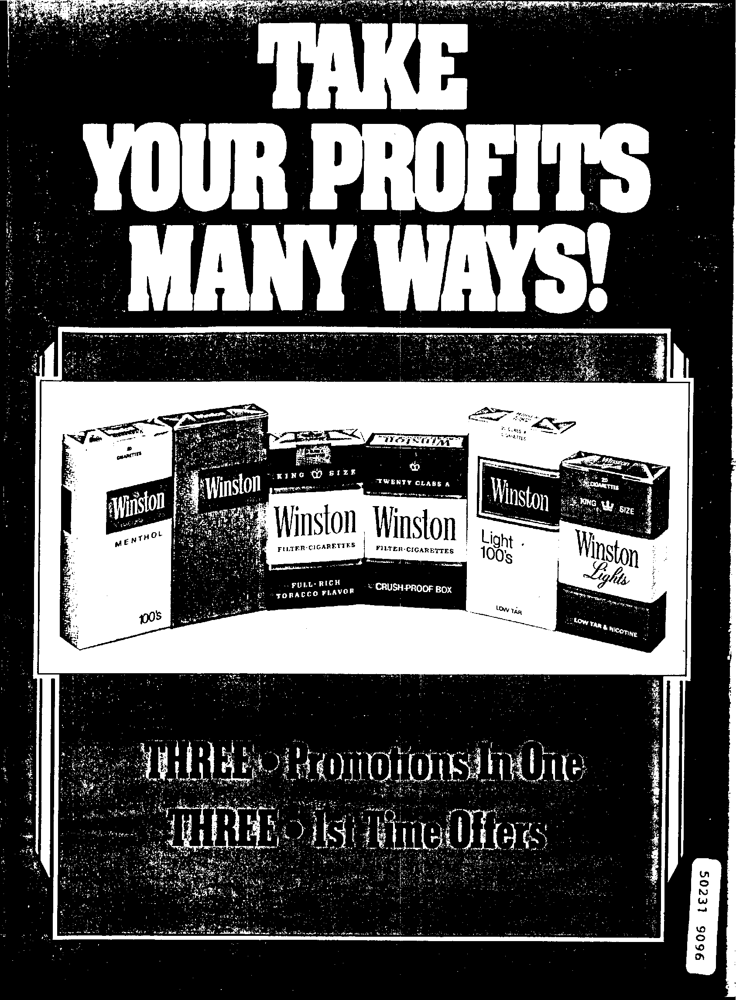 TAKE
YOUR PROFITS
MANY WAYS!
Winston
MENTHOL
100's
Winston
KING SIZE
Winston
FILTER·CIGARETTES
FULL·RICH
TOBACCO FLAVOR
WINSTON
TWENTY CLASS A
Winston
FILTER·CIGARETTES
CRUSH-PROOF BOX
Winston
Light
100's
LOW TAR
Winston
20
CIGARETTES
KING SIZE
Winston
Lights
LOW TAR & NICOTINE
THREE • Promotions In One
THREE • 1st Time Offers
50231 9096